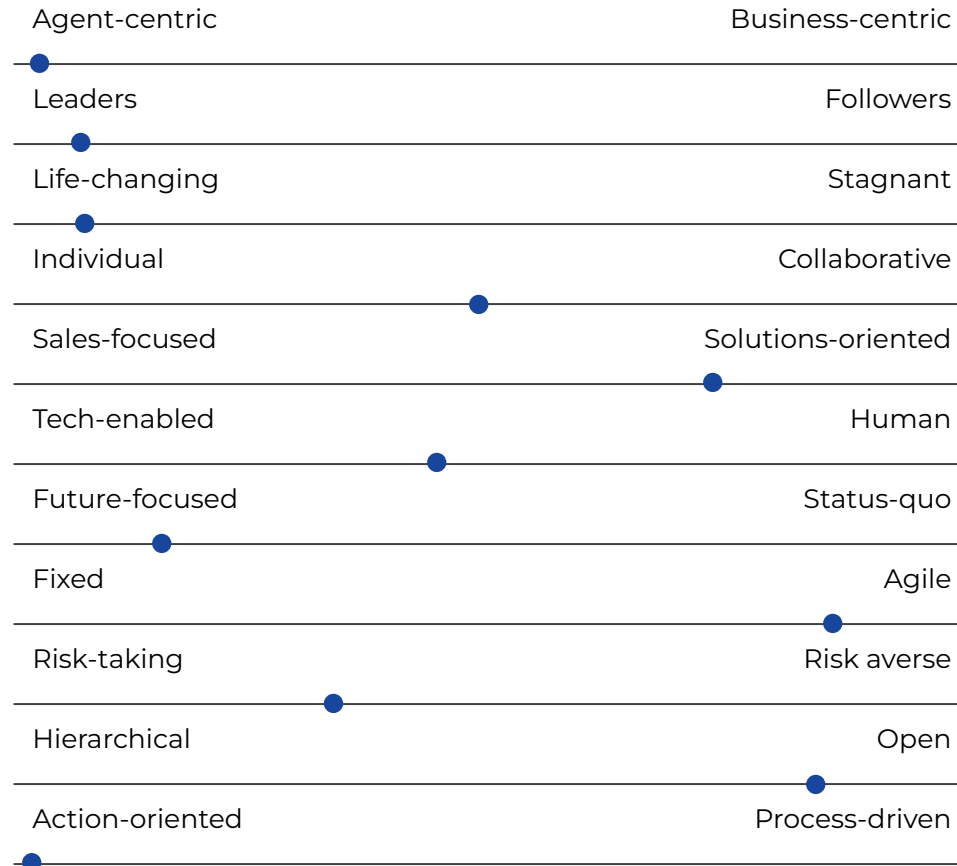 Agent-centric Business-centric
Leaders Followers
Life-changing Stagnant
Individual Collaborative
Sales-focused Solutions-oriented
Tech-enabled Human
Future-focused Status-quo
Fixed Agile
Risk-taking Risk averse
Hierarchical Open
Action-oriented Process-driven